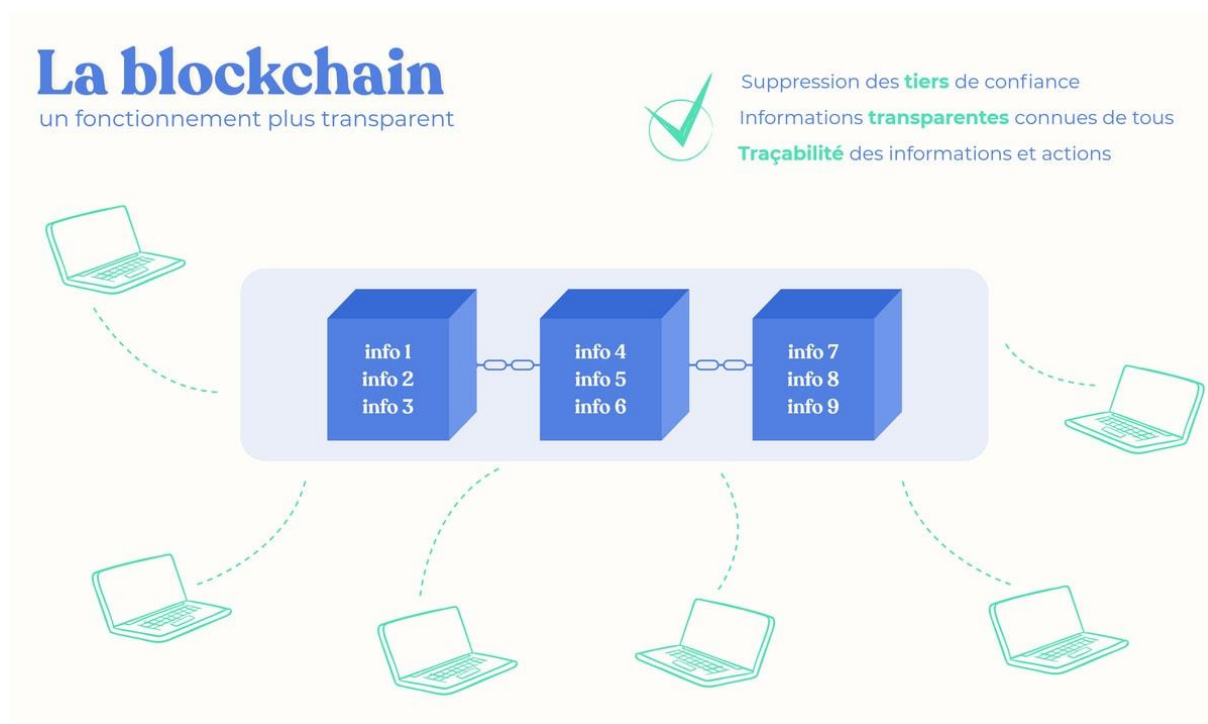 La blockchain
un fonctionnement plus transparent
Suppression des tiers de confiance
Informations transparentes connues de tous
Traçabilité des informations et actions
info 1
info 2
info 3
info 4
info 5
info 6
info 7
info 8
info 9